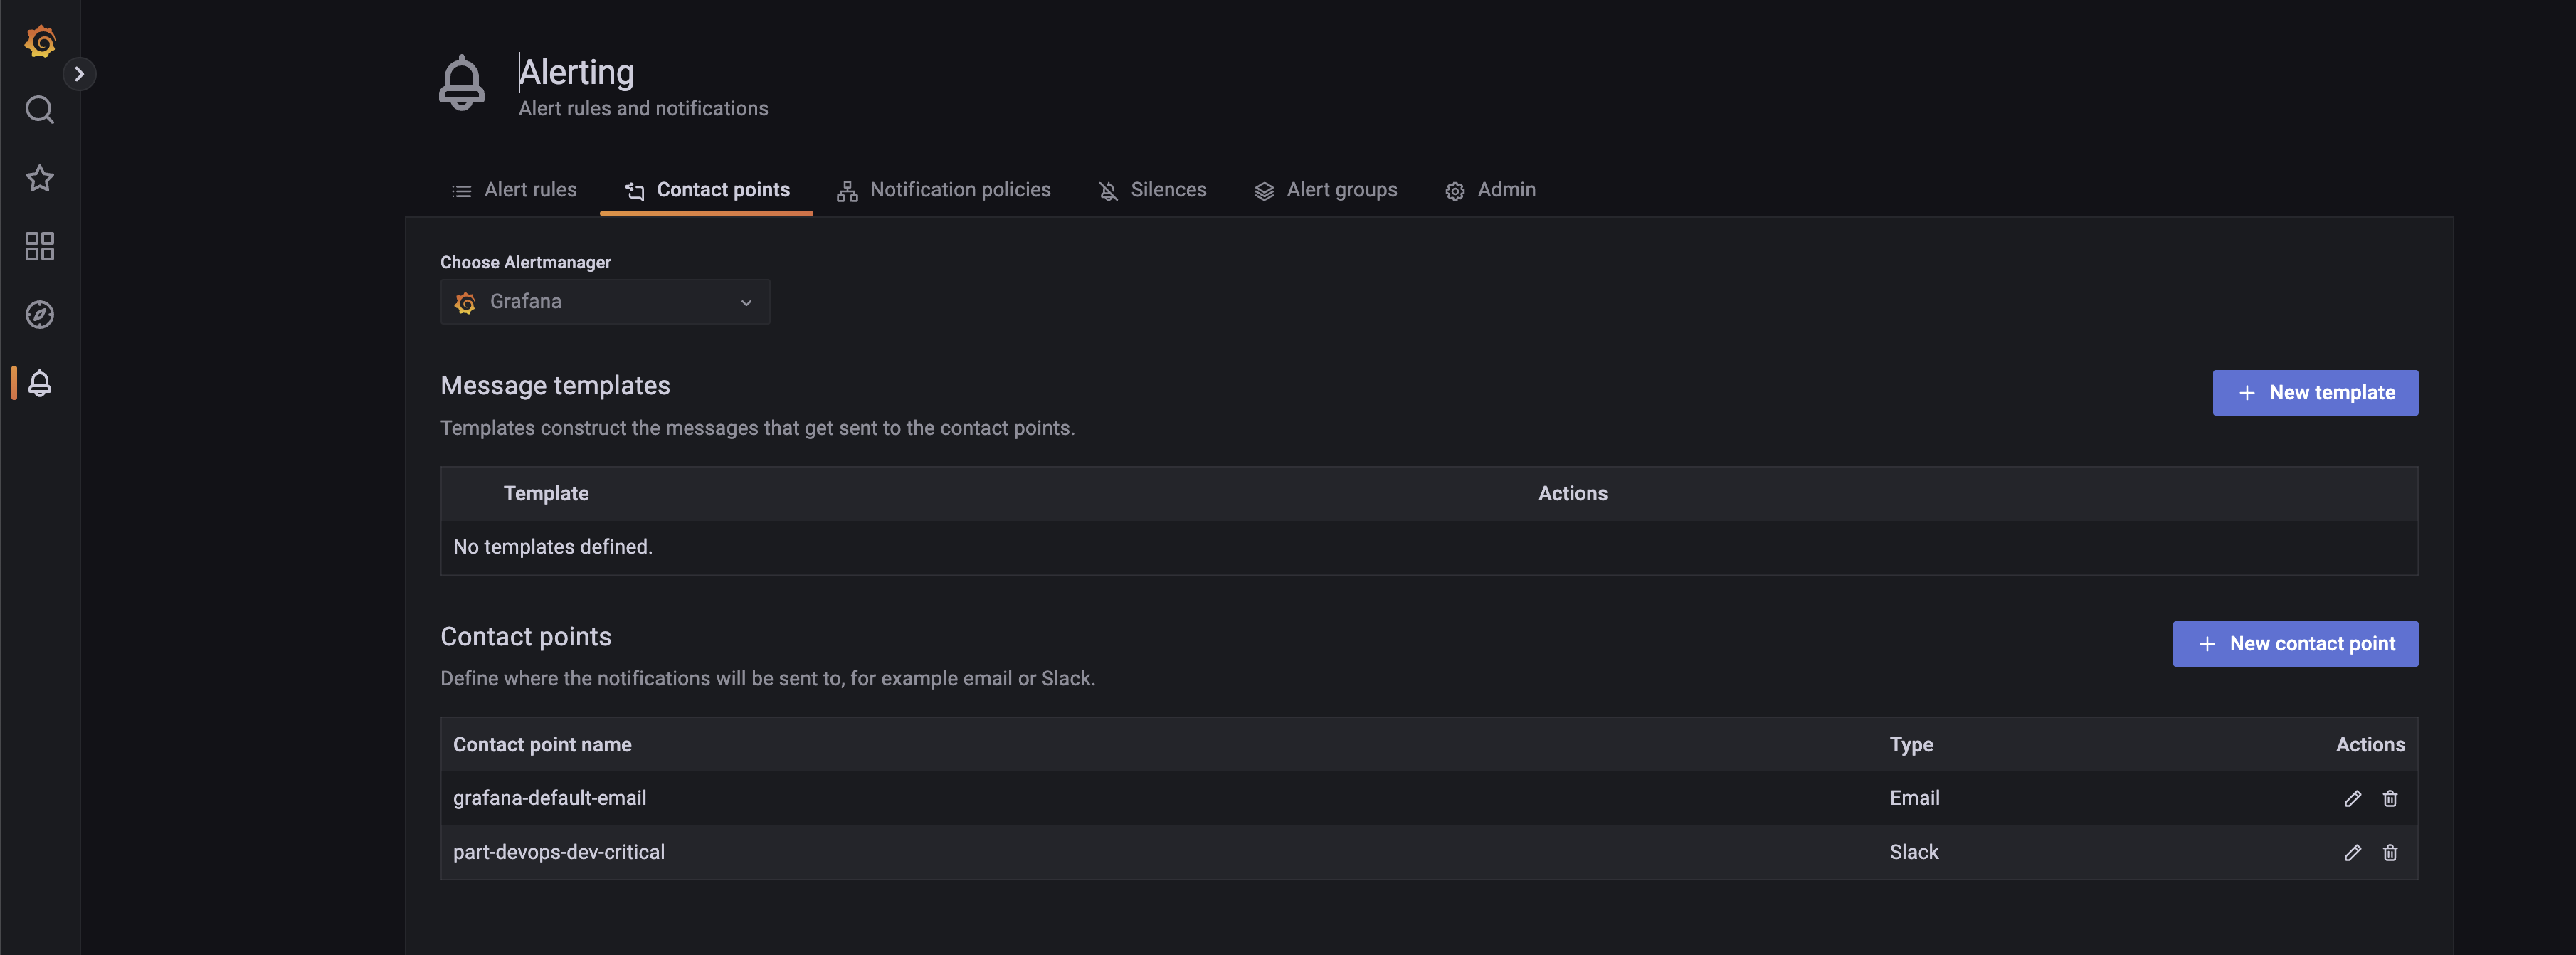 Alerting
Alert rules and notifications
Alert rules
Contact points
Notification policies
Silences
Alert groups
Admin
Choose Alertmanager
Grafana
Message templates
New template
Templates construct the messages that get sent to the contact points.
Template Actions
No templates defined.
Contact points
New contact point
Define where the notifications will be sent to, for example email or Slack.
Contact point name Type Actions
grafana-default-email Email
part-devops-dev-critical Slack